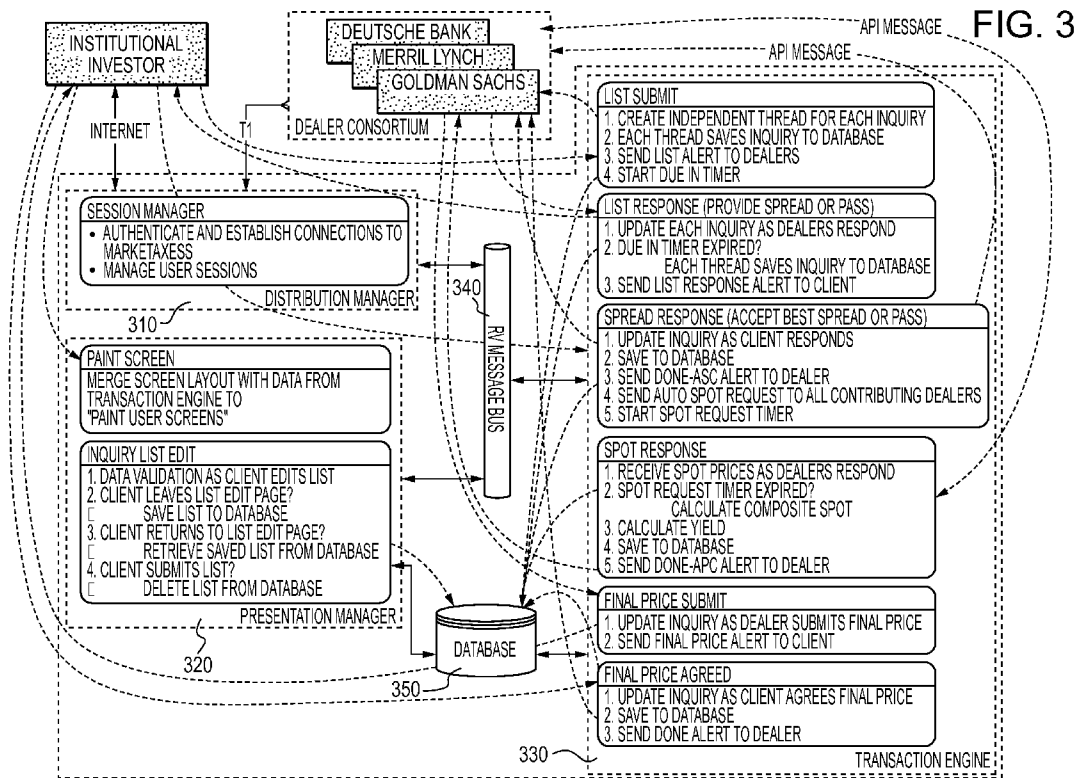 FIG. 3
INSTITUTIONAL
INVESTOR
DEUTSCHE BANK
MERRIL LYNCH
GOLDMAN SACHS
DEALER CONSORTIUM
API MESSAGE
API MESSAGE
INTERNET
T1
SESSION MANAGER
• AUTHENTICATE AND ESTABLISH CONNECTIONS TO
MARKETAXESS
• MANAGE USER SESSIONS
DISTRIBUTION MANAGER
310
PAINT SCREEN
MERGE SCREEN LAYOUT WITH DATA FROM
TRANSACTION ENGINE TO
"PAINT USER SCREENS"
INQUIRY LIST EDIT
1. DATA VALIDATION AS CLIENT EDITS LIST
2. CLIENT LEAVES LIST EDIT PAGE?
SAVE LIST TO DATABASE
3. CLIENT RETURNS TO LIST EDIT PAGE?
RETRIEVE SAVED LIST FROM DATABASE
4. CLIENT SUBMITS LIST?
DELETE LIST FROM DATABASE
PRESENTATION MANAGER
320
340
RV MESSAGE BUS
DATABASE
350
LIST SUBMIT
1. CREATE INDEPENDENT THREAD FOR EACH INQUIRY
2. EACH THREAD SAVES INQUIRY TO DATABASE
3. SEND LIST ALERT TO DEALERS
4. START DUE IN TIMER
LIST RESPONSE (PROVIDE SPREAD OR PASS)
1. UPDATE EACH INQUIRY AS DEALERS RESPOND
2. DUE IN TIMER EXPIRED?
EACH THREAD SAVES INQUIRY TO DATABASE
3. SEND LIST RESPONSE ALERT TO CLIENT
SPREAD RESPONSE (ACCEPT BEST SPREAD OR PASS)
1. UPDATE INQUIRY AS CLIENT RESPONDS
2. SAVE TO DATABASE
3. SEND DONE-ASC ALERT TO DEALER
4. SEND AUTO SPOT REQUEST TO ALL CONTRIBUTING DEALERS
5. START SPOT REQUEST TIMER
SPOT RESPONSE
1. RECEIVE SPOT PRICES AS DEALERS RESPOND
2. SPOT REQUEST TIMER EXPIRED?
CALCULATE COMPOSITE SPOT
3. CALCULATE YIELD
4. SAVE TO DATABASE
5. SEND DONE-APC ALERT TO DEALER
FINAL PRICE SUBMIT
1. UPDATE INQUIRY AS DEALER SUBMITS FINAL PRICE
2. SEND FINAL PRICE ALERT TO CLIENT
FINAL PRICE AGREED
1. UPDATE INQUIRY AS CLIENT AGREES FINAL PRICE
2. SAVE TO DATABASE
3. SEND DONE ALERT TO DEALER
330
TRANSACTION ENGINE